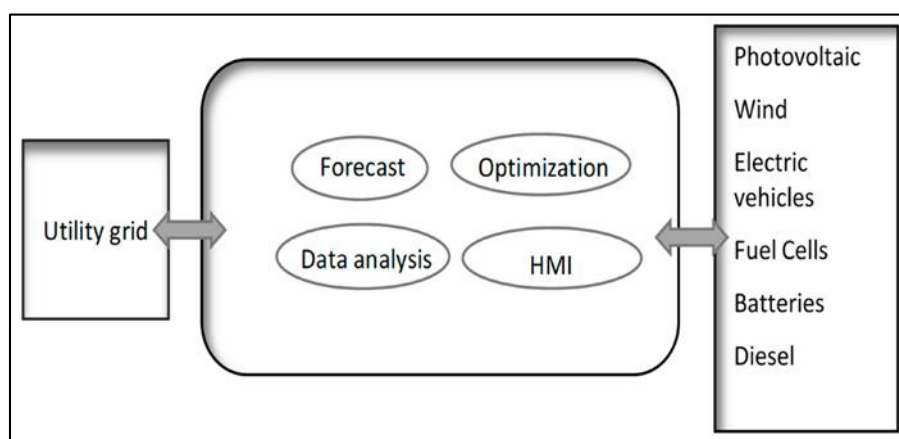 Utility grid
Forecast
Optimization
Data analysis
HMI
Photovoltaic
Wind
Electric
vehicles
Fuel Cells
Batteries
Diesel